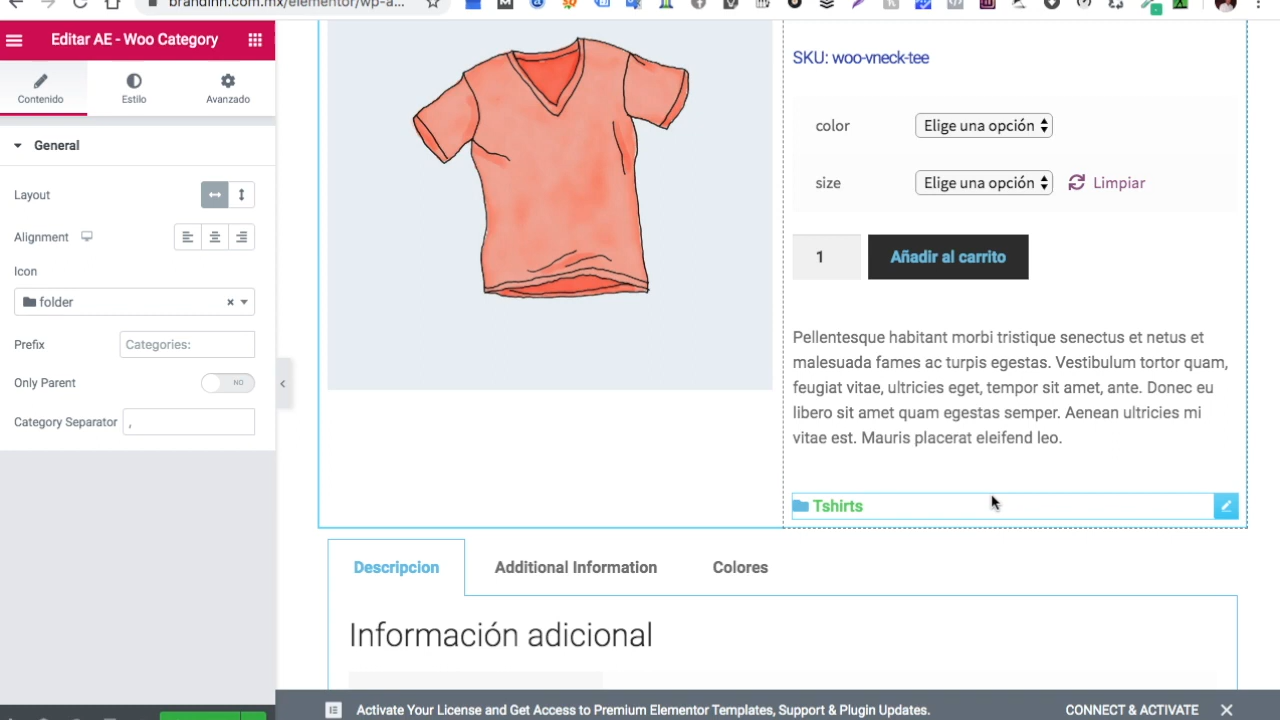 brandinn.com.mx/elementor/wp-a...
Editar AE - Woo Category
Contenido
Estilo
Avanzado
General
Layout
Alignment
Icon
folder
Prefix
Categories:
Only Parent
NO
Category Separator
,
SKU: woo-vneck-tee
color
Elige una opción
size
Elige una opción
Limpiar
1
Añadir al carrito
Pellentesque habitant morbi tristique senectus et netus et
malesuada fames ac turpis egestas. Vestibulum tortor quam,
feugiat vitae, ultricies eget, tempor sit amet, ante. Donec eu
libero sit amet quam egestas semper. Aenean ultricies mi
vitae est. Mauris placerat eleifend leo.
Tshirts
Descripcion
Additional Information
Colores
Información adicional
Activate Your License and Get Access to Premium Elementor Templates, Support & Plugin Updates.
CONNECT & ACTIVATE